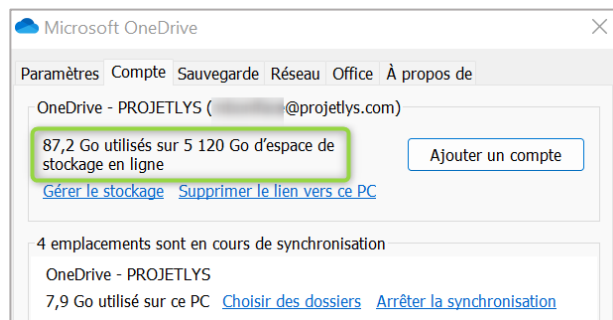 Microsoft OneDrive
Paramètres Compte Sauvegarde Réseau Office À propos de
OneDrive - PROJETLYS ( @projetlys.com)
87,2 Go utilisés sur 5 120 Go d'espace de
stockage en ligne
Ajouter un compte
Gérer le stockage Supprimer le lien vers ce PC
4 emplacements sont en cours de synchronisation
OneDrive - PROJETLYS
7,9 Go utilisé sur ce PC Choisir des dossiers Arrêter la synchronisation